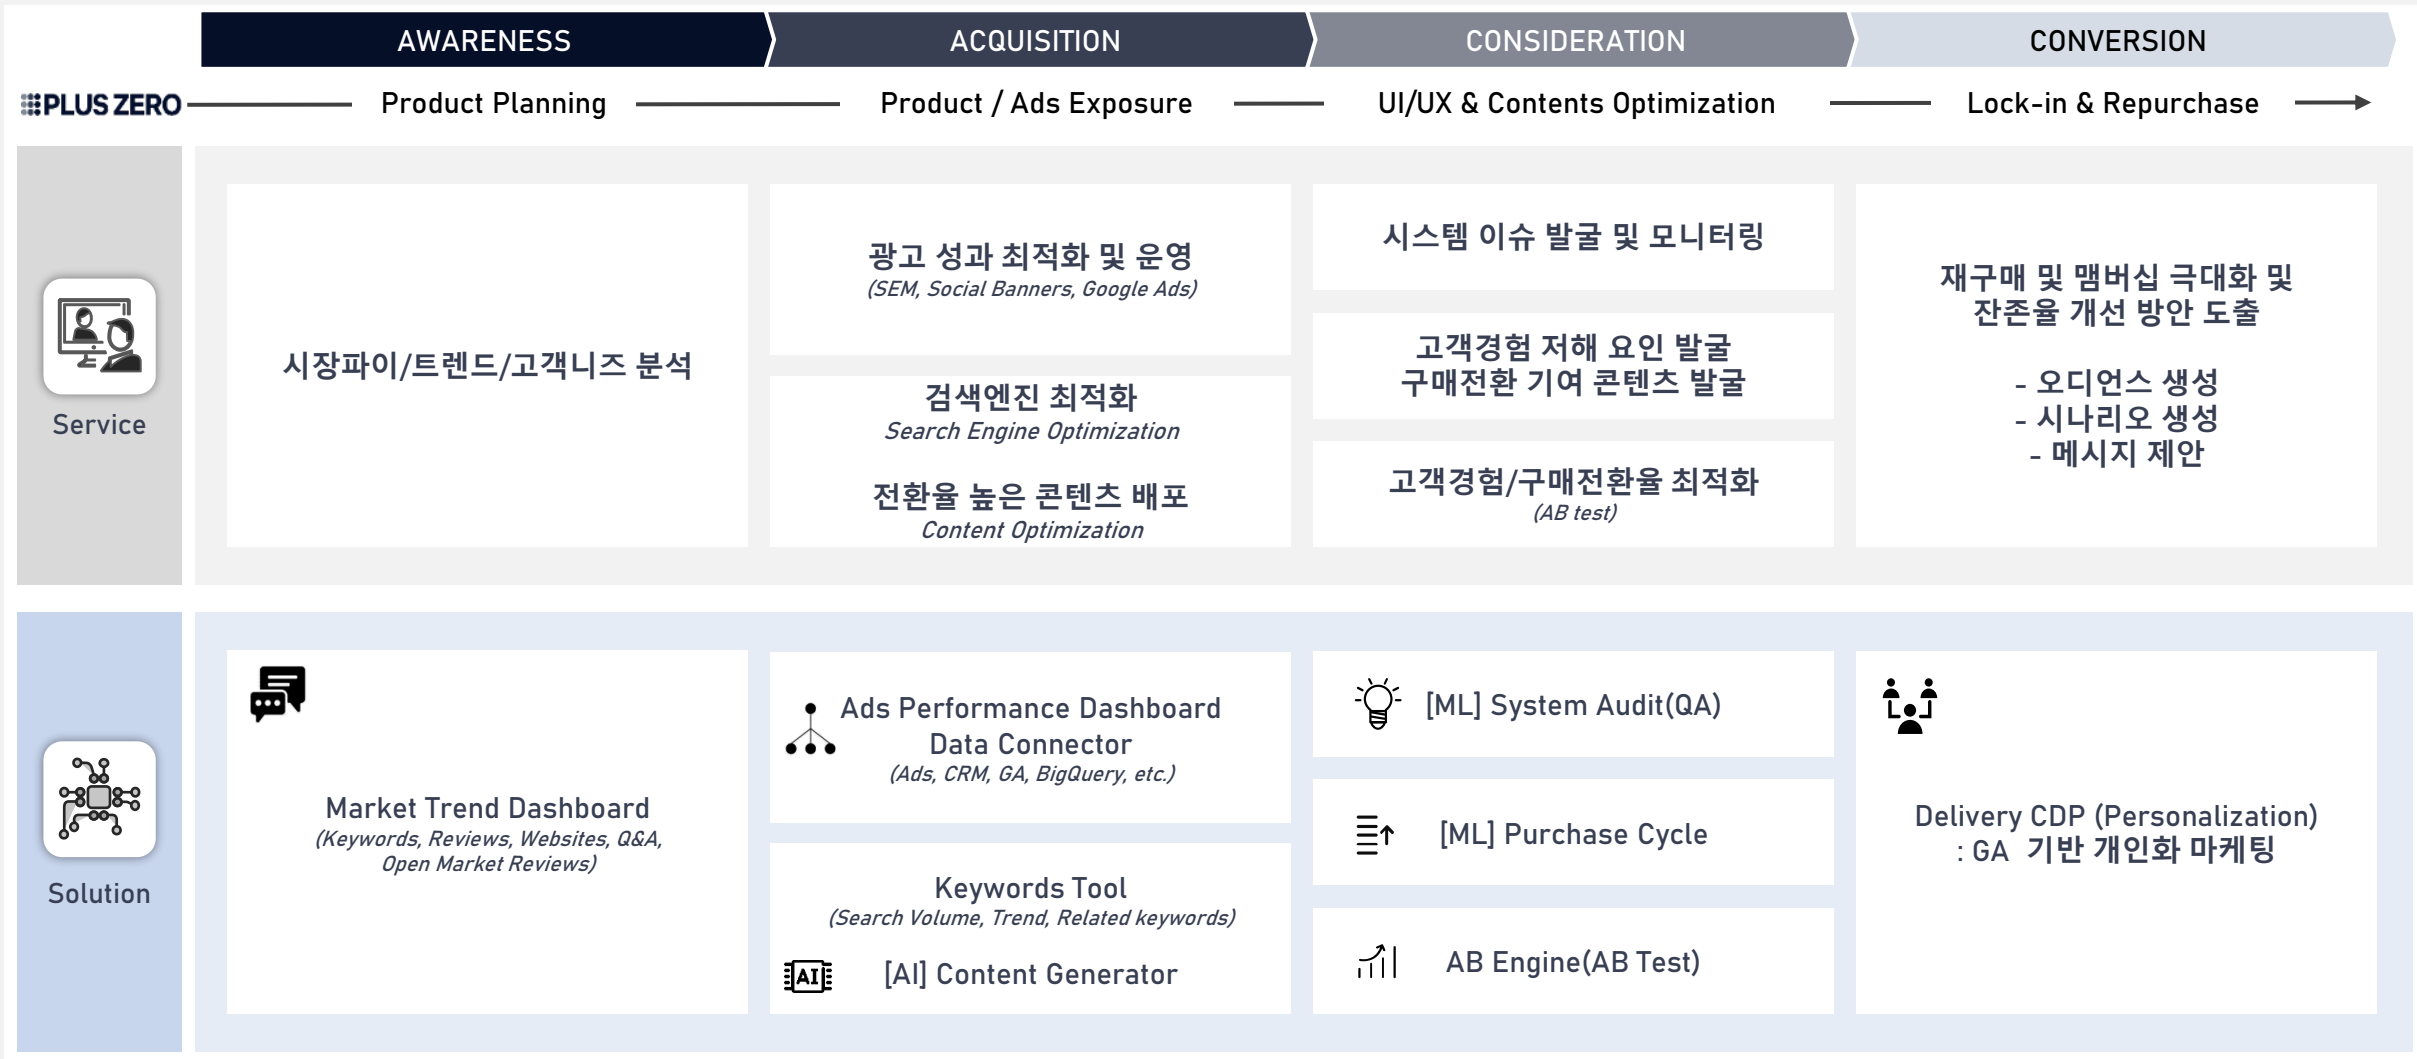 AWARENESS
ACQUISITION
CONSIDERATION
CONVERSION
PLUS ZERO
Product Planning
Product / Ads Exposure
UI/UX & Contents Optimization
Lock-in & Repurchase
Service
시장파이/트렌드/고객니즈 분석
광고 성과 최적화 및 운영
(SEM, Social Banners, Google Ads)
검색엔진 최적화
Search Engine Optimization
전환율 높은 콘텐츠 배포
Content Optimization
시스템 이슈 발굴 및 모니터링
고객경험 저해 요인 발굴
구매전환 기여 콘텐츠 발굴
고객경험/구매전환율 최적화
(AB test)
재구매 및 맴버십 극대화 및
잔존율 개선 방안 도출
- 오디언스 생성
- 시나리오 생성
- 메시지 제안
Solution
Market Trend Dashboard
(Keywords, Reviews, Websites, Q&A,
Open Market Reviews)
Ads Performance Dashboard
Data Connector
(Ads, CRM, GA, BigQuery, etc.)
Keywords Tool
(Search Volume, Trend, Related keywords)
AI
[AI] Content Generator
[ML] System Audit(QA)
[ML] Purchase Cycle
AB Engine(AB Test)
Delivery CDP (Personalization)
: GA 기반 개인화 마케팅